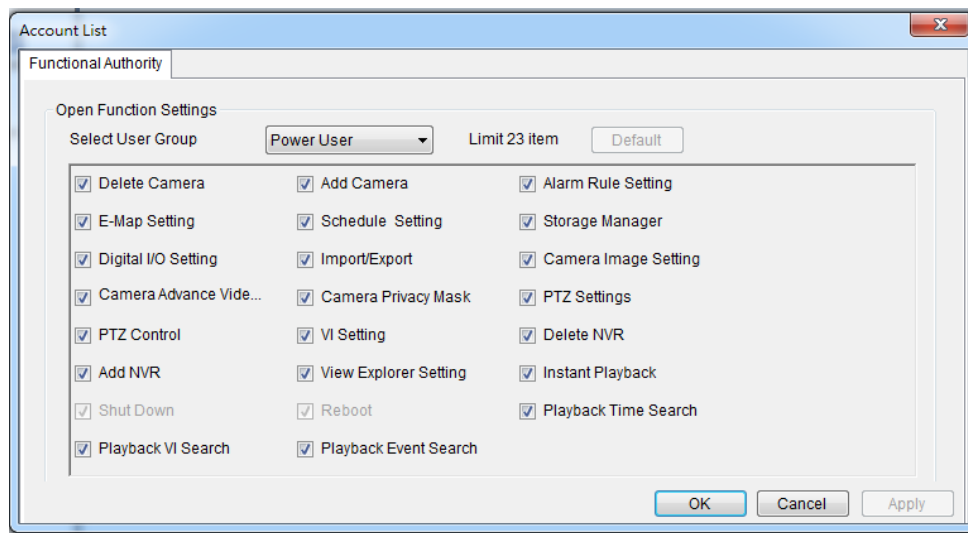 Account List
Functional Authority
Open Function Settings
Select User Group Power User Limit 23 item Default
Delete Camera Add Camera Alarm Rule Setting
E-Map Setting Schedule Setting Storage Manager
Digital I/O Setting Import/Export Camera Image Setting
Camera Advance Vide... Camera Privacy Mask PTZ Settings
PTZ Control VI Setting Delete NVR
Add NVR View Explorer Setting Instant Playback
Shut Down Reboot Playback Time Search
Playback VI Search Playback Event Search
OK Cancel Apply